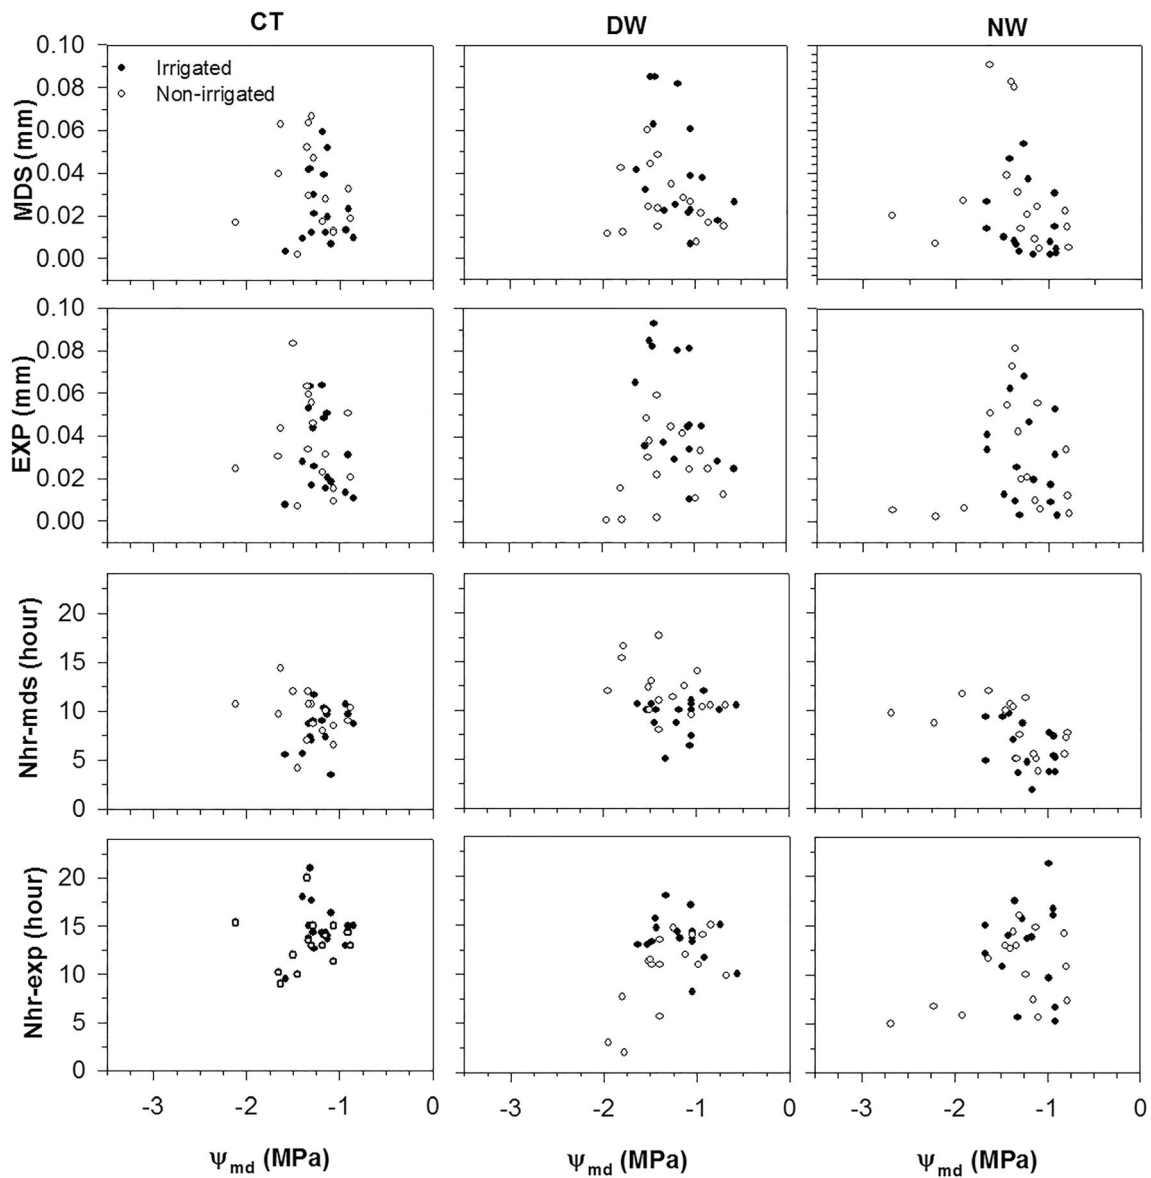 CT DW NW
0.10
Irrigated
0.08
Non-irrigated
0.06
MDS (mm)
0.04
0.02
0.00
0.10
0.08
0.06
EXP (mm)
0.04
0.02
0.00
20
15
Nhr-mds (hour)
10
5
0
20
15
Nhr-exp (hour)
10
5
0
-3 -2 -1 0 -3 -2 -1 0 -3 -2 -1 0
ψmd (MPa) ψmd (MPa) ψmd (MPa)